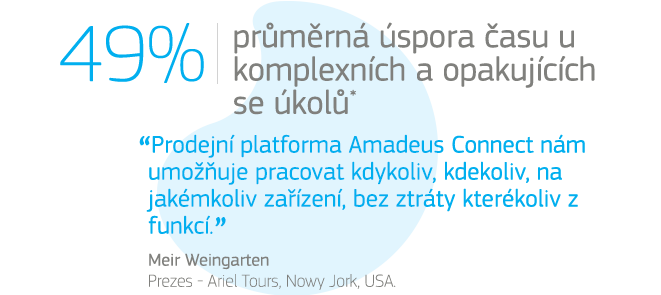 49%
průměrná úspora času u
komplexních a opakujících
se úkolů*
“Prodejní platforma Amadeus Connect nám
umožňuje pracovat kdykoliv, kdekoliv, na
jakémkoliv zařízení, bez ztráty kterékoliv z
funkcí.”
Meir Weingarten
Prezes - Ariel Tours, Nowy Jork, USA.